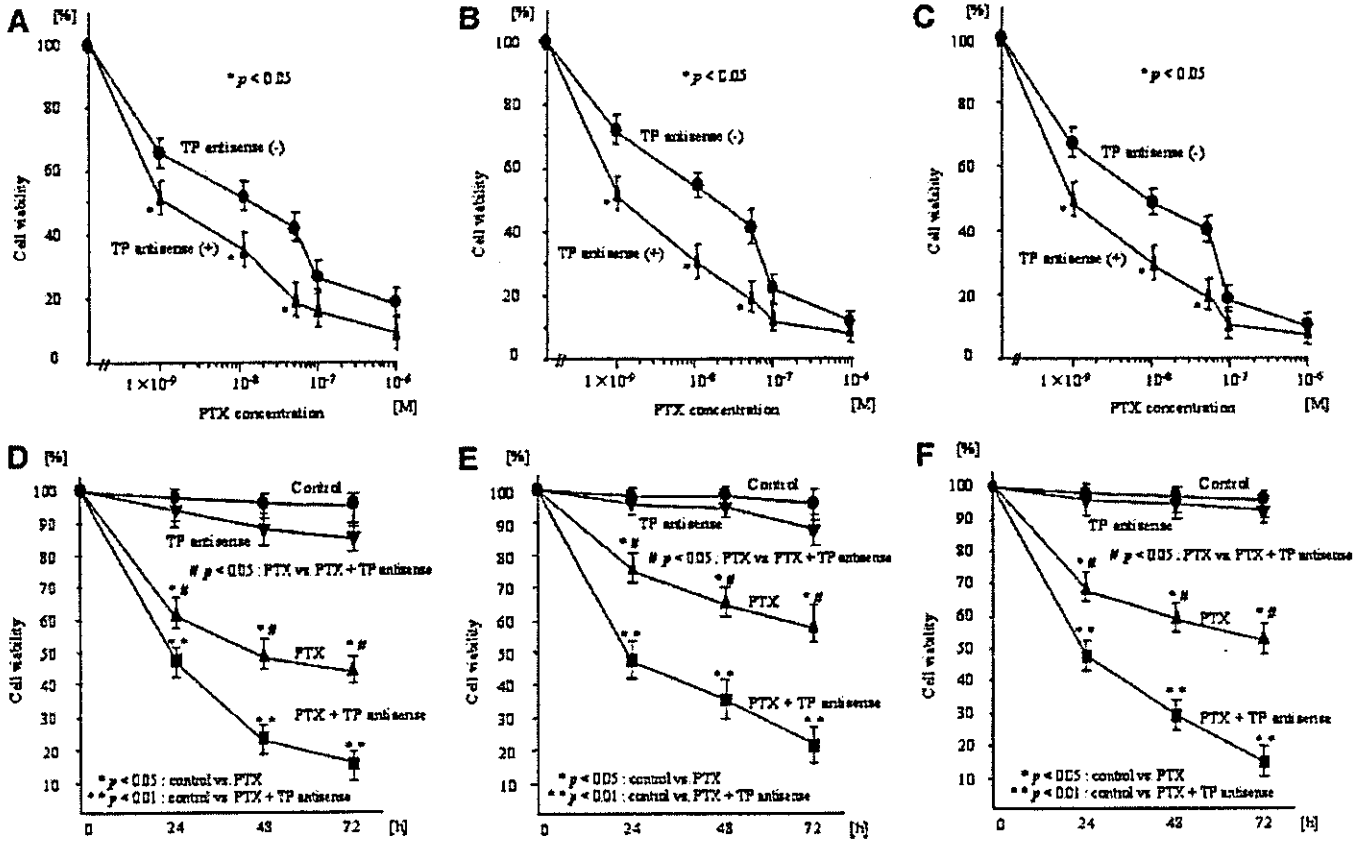 A
[%]
100
80
60
40
20
0
Cell viability
* p < 0.05
TP antisense (-)
TP antisense (+)
1×10-9
10-8
10-7
10-6
PTX concentration
[M]
B
[%]
100
80
60
40
20
0
Cell viability
* p < 0.05
TP antisense (-)
TP antisense (+)
1×10-9
10-8
10-7
10-6
PTX concentration
[M]
C
[%]
100
80
60
40
20
0
Cell viability
* p < 0.05
TP antisense (-)
TP antisense (+)
1×10-9
10-8
10-7
10-6
PTX concentration
[M]
D
[%]
100
90
80
70
60
50
40
30
20
10
Cell viability
Control
TP antisense
# p < 0.05 : PTX vs PTX + TP antisense
* #
* #
* #
PTX
* *
* *
* *
PTX + TP antisense
* p < 0.05 : control vs. PTX
* * p < 0.01 : control vs PTX + TP antisense
0
24
48
72
[h]
E
[%]
100
90
80
70
60
50
40
30
20
10
Cell viability
Control
TP antisense
* #
# p < 0.05 : PTX vs PTX + TP antisense
* #
* #
PTX
* *
* *
* *
PTX + TP antisense
* p < 0.05 : control vs. PTX
* * p < 0.01 : control vs PTX + TP antisense
0
24
48
72
[h]
F
[%]
100
90
80
70
60
50
40
30
20
10
Cell viability
Control
TP antisense
* #
# p < 0.05 : PTX vs PTX + TP antisense
* #
* #
PTX
* *
* *
* *
PTX + TP antisense
* p < 0.05 : control vs PTX
* * p < 0.01 : control vs PTX + TP antisense
0
24
48
72
[h]